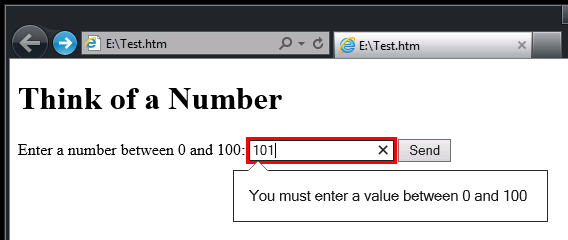 E:\Test.htm E:\Test.htm
Think of a Number
Enter a number between 0 and 100: 101 Send
You must enter a value between 0 and 100